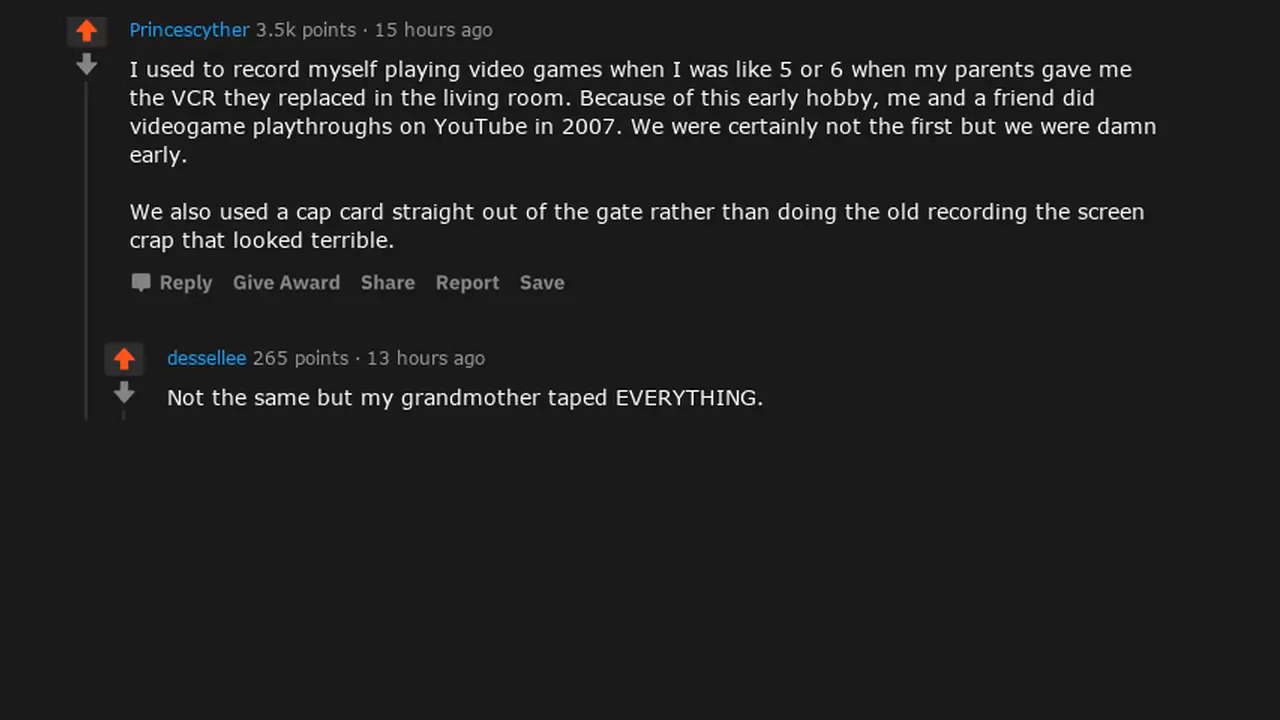 Princescyther 3.5k points · 15 hours ago
I used to record myself playing video games when I was like 5 or 6 when my parents gave me
the VCR they replaced in the living room. Because of this early hobby, me and a friend did
videogame playthroughs on YouTube in 2007. We were certainly not the first but we were damn
early.
We also used a cap card straight out of the gate rather than doing the old recording the screen
crap that looked terrible.
Reply Give Award Share Report Save
dessellee 265 points · 13 hours ago
Not the same but my grandmother taped EVERYTHING.